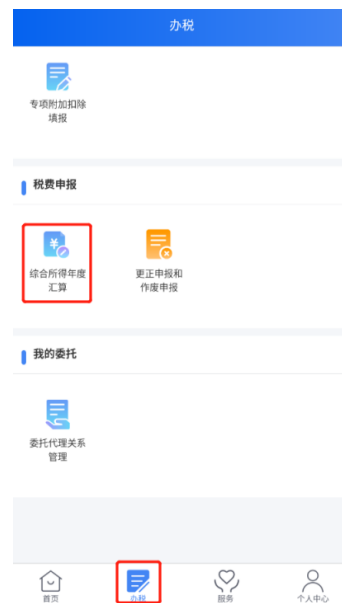 办税
专项附加扣除
填报
税费申报
综合所得年度
汇算
更正申报和
作废申报
我的委托
委托代理关系
管理
首页
办税
服务
个人中心